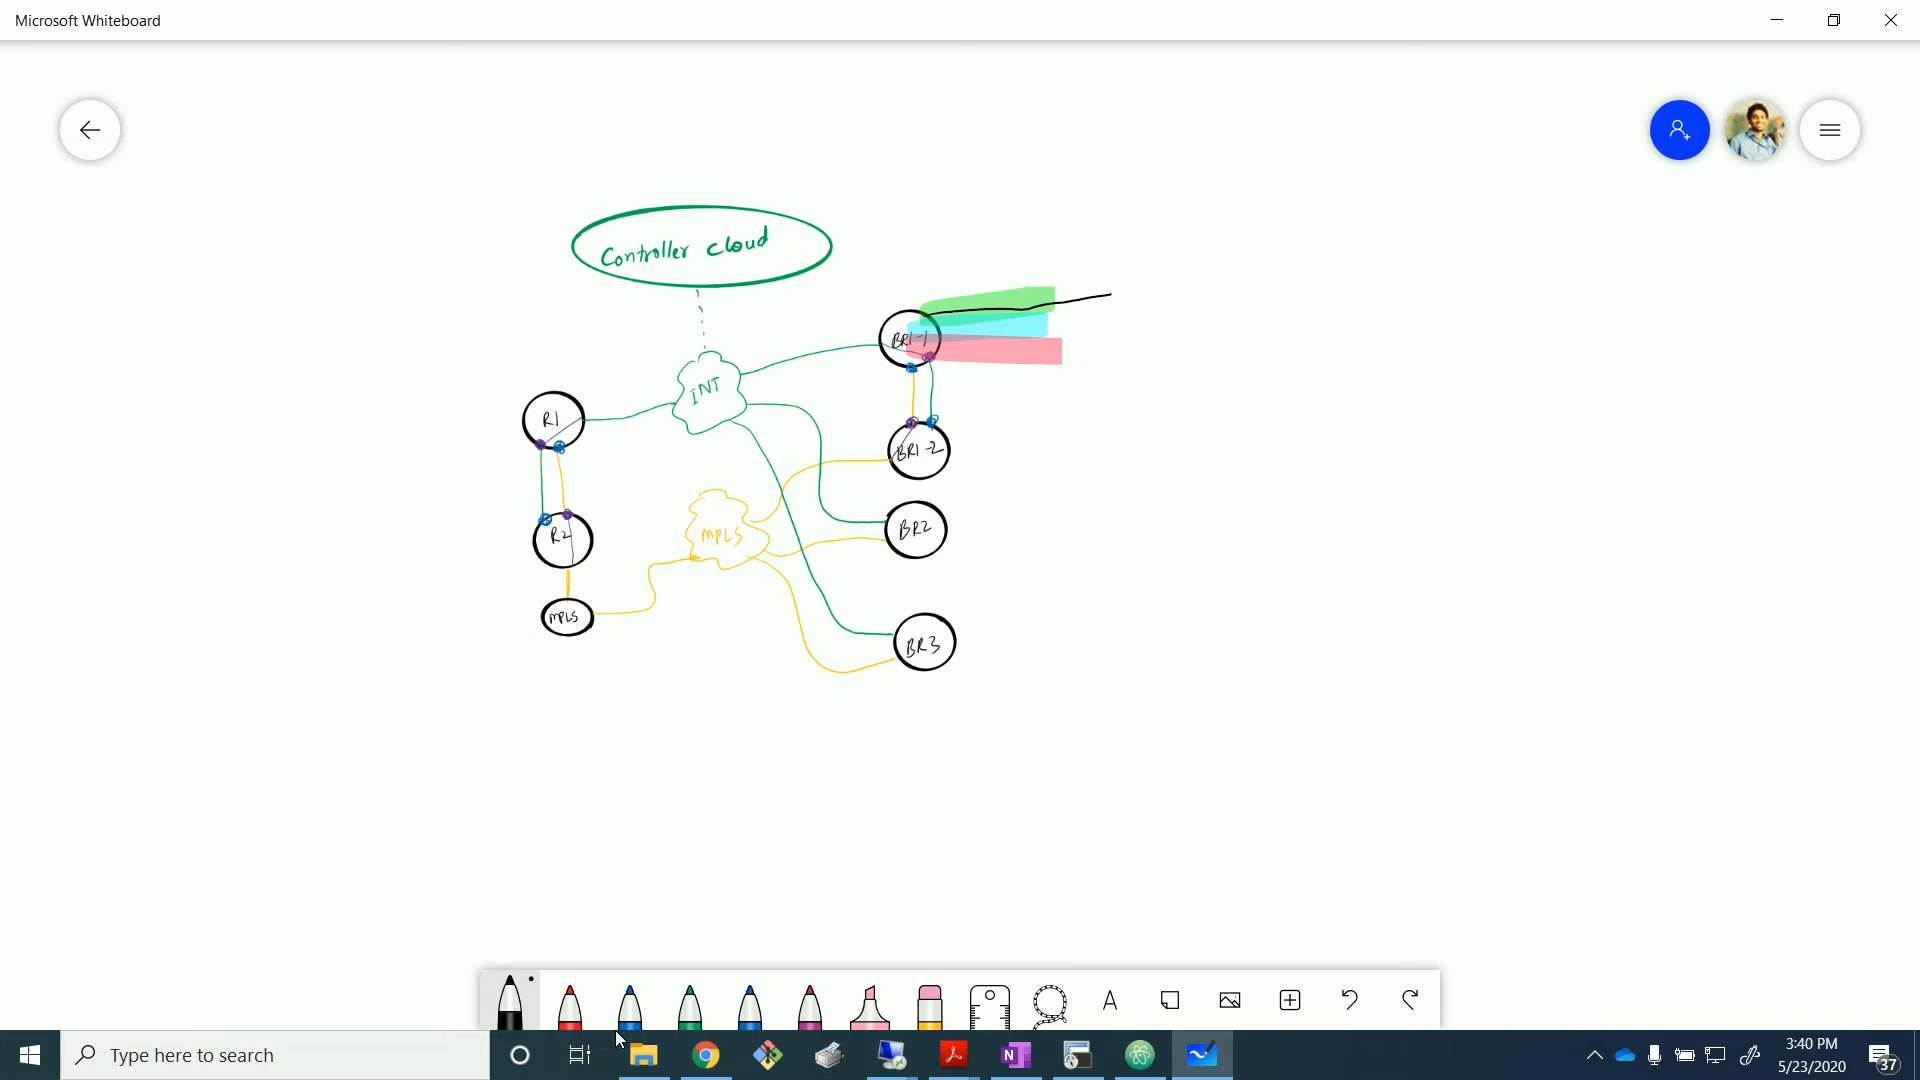 Microsoft Whiteboard
Controller cloud
BR1-1
INT
R1
BR1-2
MPLS
BR2
R2
MPLS
BR3
A
Type here to search
3:40 PM
5/23/2020
37